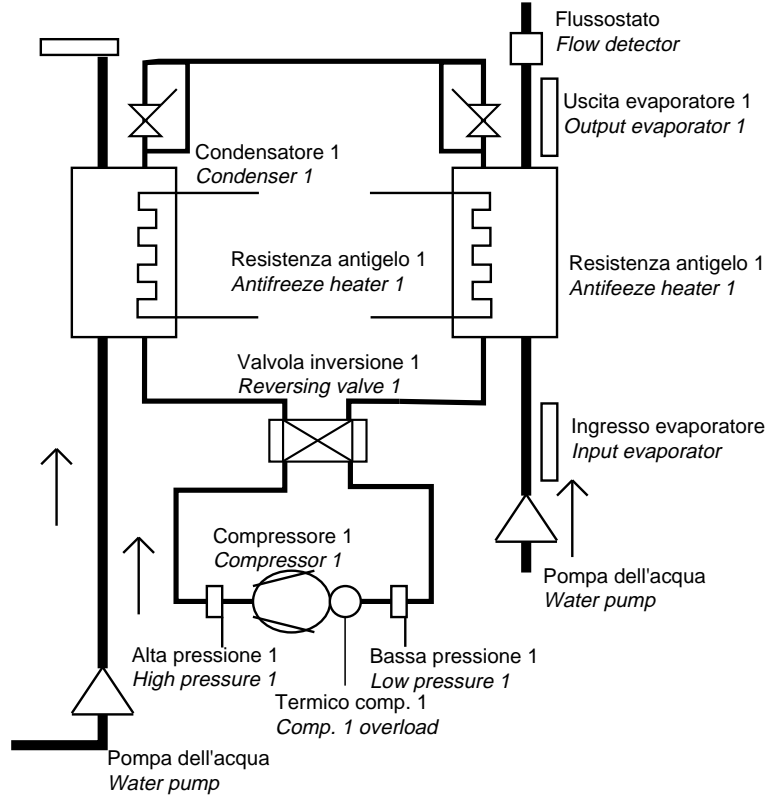 Flussostato
Flow detector
Uscita evaporatore 1
Output evaporator 1
Condensatore 1
Condenser 1
Resistenza antigelo 1
Antifreeze heater 1
Resistenza antigelo 1
Antifeeze heater 1
Valvola inversione 1
Reversing valve 1
Ingresso evaporatore
Input evaporator
Compressore 1
Compressor 1
Pompa dell'acqua
Water pump
Alta pressione 1
High pressure 1
Bassa pressione 1
Low pressure 1
Termico comp. 1
Comp. 1 overload
Pompa dell'acqua
Water pump